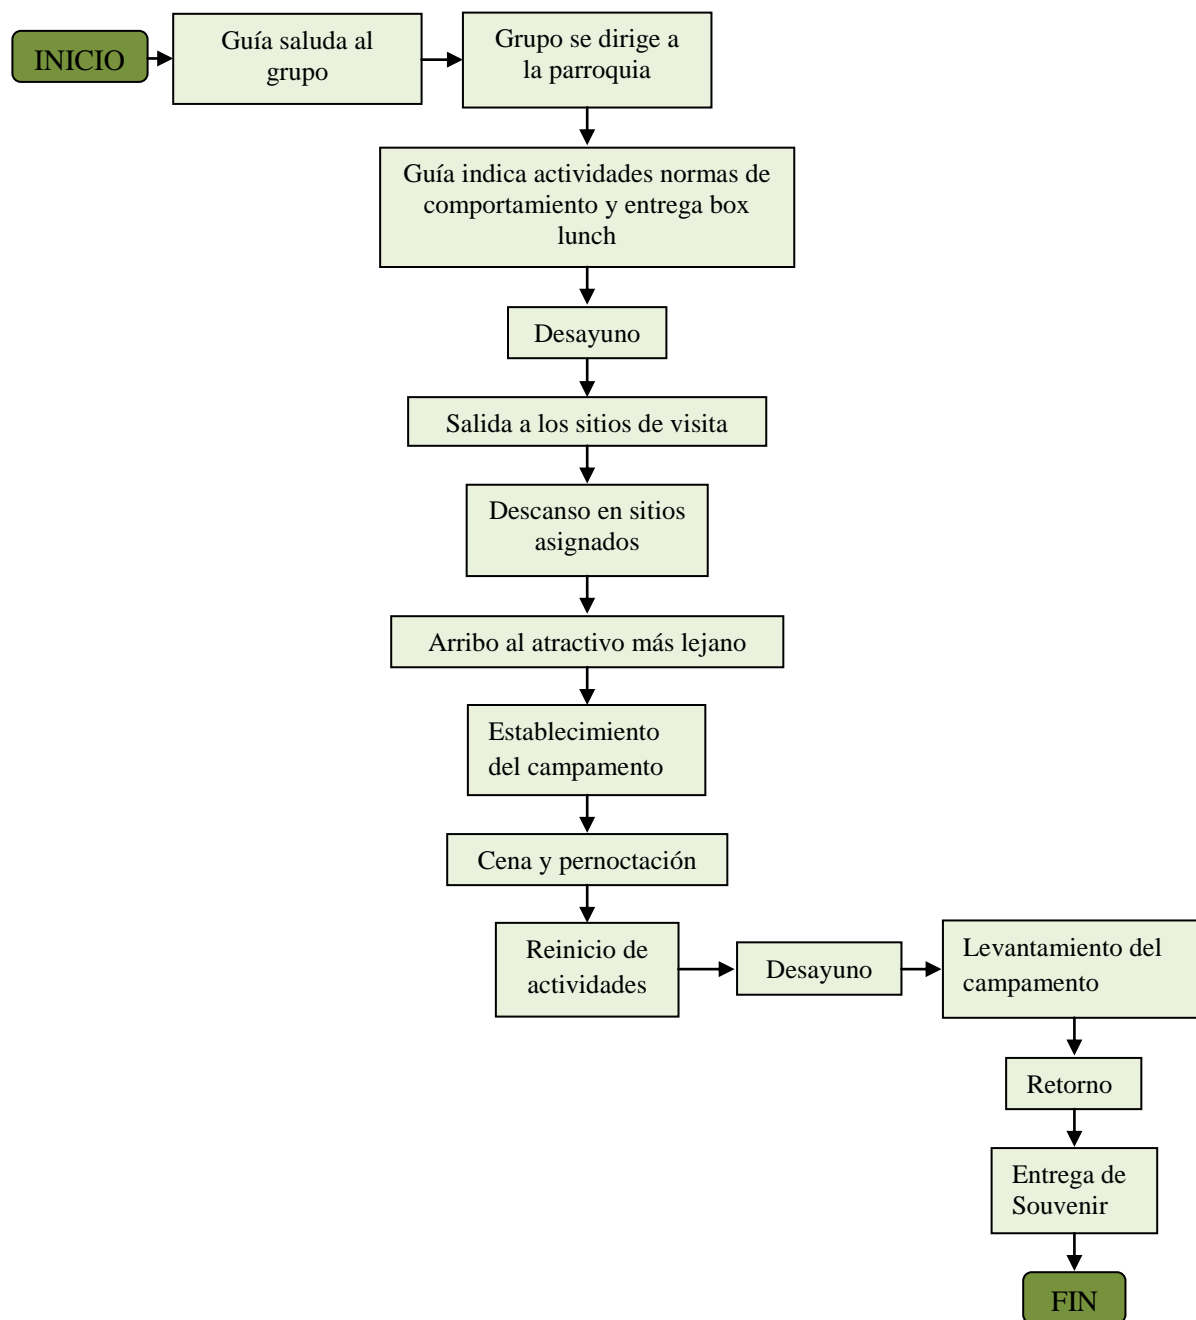 INICIO
Guía saluda al
grupo
Grupo se dirige a
la parroquia
Guía indica actividades normas de
comportamiento y entrega box
lunch
Desayuno
Salida a los sitios de visita
Descanso en sitios
asignados
Arribo al atractivo más lejano
Establecimiento
del campamento
Cena y pernoctación
Reinicio de
actividades
Desayuno
Levantamiento del
campamento
Retorno
Entrega de
Souvenir
FIN